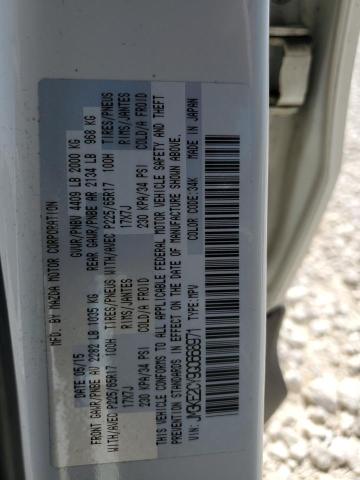 MFD. BY MAZDA MOTOR CORPORATION
DATE 05/15 GVWR/PNBV 4409 LB 2000 KG
FRONT GAWR/PNBE AV 2282 LB 1035 KG REAR GAWR/PNBE AR 2134 LB 968 KG
WITH/AVEC P225/65R17 100H TIRES/PNEUS WITH/AVEC P225/65R17 100H TIRES/PNEUS
17X7J RIMS/JANTES 17X7J RIMS/JANTES
230 KPA/34 PSI COLD/A FROID 230 KPA/34 PSI COLD/A FROID
THIS VEHICLE CONFORMS TO ALL APPLICABLE FEDERAL MOTOR VEHICLE SAFETY AND THEFT
PREVENTION STANDARDS IN EFFECT ON THE DATE OF MANUFACTURE SHOWN ABOVE.
VIN: TYPE: MPV COLOR CODE: 34K MADE IN JAPAN